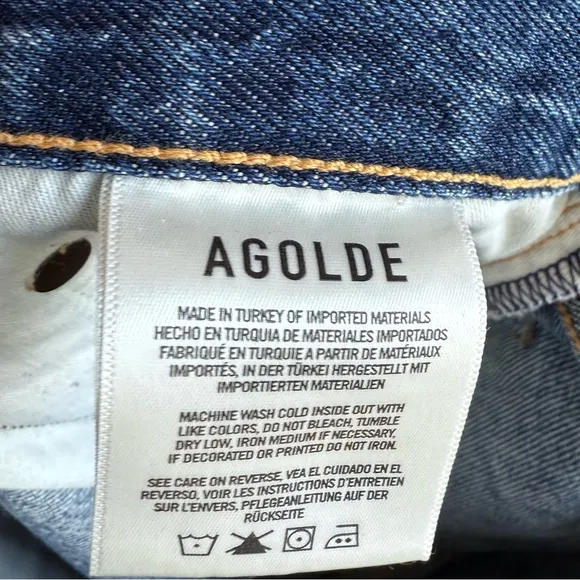 AGOLDE
MADE IN TURKEY OF IMPORTED MATERIALS
HECHO EN TURQUIA DE MATERIALES IMPORTADOS
FABRIQUÉ EN TURQUIE A PARTIR DE MATÉRIAUX
IMPORTÉS, IN DER TÜRKEI HERGESTELLT MIT
IMPORTIERTEN MATERIALIEN
MACHINE WASH COLD INSIDE OUT WITH
LIKE COLORS, DO NOT BLEACH, TUMBLE
DRY LOW, IRON MEDIUM IF NECESSARY,
IF DECORATED OR PRINTED DO NOT IRON.
SEE CARE ON REVERSE, VEA EL CUIDADO EN EL
REVERSO, VOIR LES INSTRUCTIONS D'ENTRETIEN
SUR L'ENVERS, PFLEGEANLEITUNG AUF DER
RÜCKSEITE